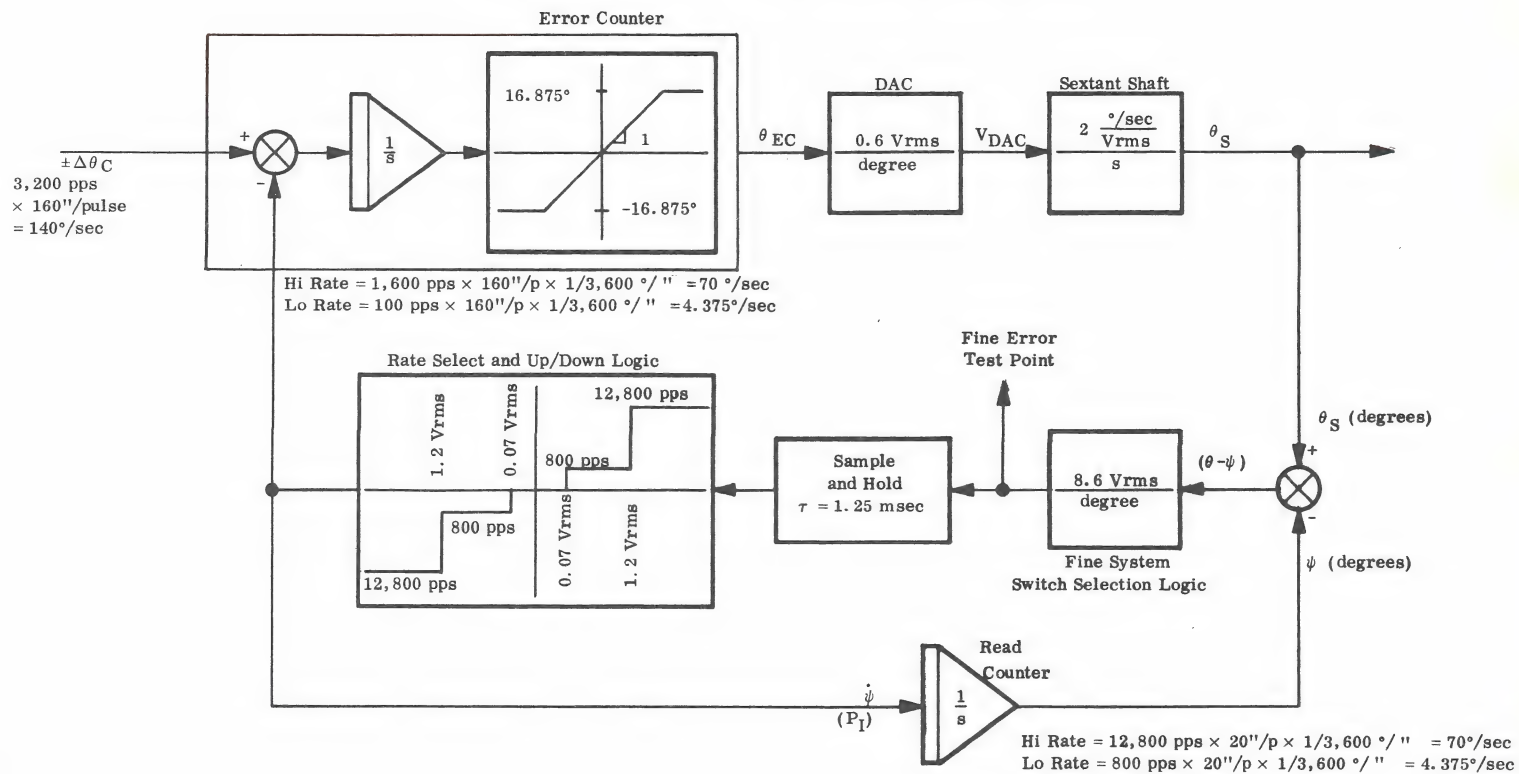 Error Counter
16.875°
1
-16.875°
+
-
1
s
± Δθ C
3,200 pps
× 160"/pulse
= 140°/sec
θ EC
DAC
0.6 Vrms
degree
V DAC
Sextant Shaft
2 °/sec
Vrms
s
θ S
Hi Rate = 1,600 pps × 160"/p × 1/3,600 °/ " = 70 °/sec
Lo Rate = 100 pps × 160"/p × 1/3,600 °/ " = 4.375°/sec
Rate Select and Up/Down Logic
1.2 Vrms
0.07 Vrms
12,800 pps
800 pps
800 pps
12,800 pps
0.07 Vrms
1.2 Vrms
Sample
and Hold
τ = 1.25 msec
Fine Error
Test Point
8.6 Vrms
degree
Fine System
Switch Selection Logic
(θ-ψ)
θ S (degrees)
+
-
ψ (degrees)
Read
Counter
1
s
ψ̇
(P I)
Hi Rate = 12,800 pps × 20"/p × 1/3,600 °/ " = 70°/sec
Lo Rate = 800 pps × 20"/p × 1/3,600 °/ " = 4.375°/sec